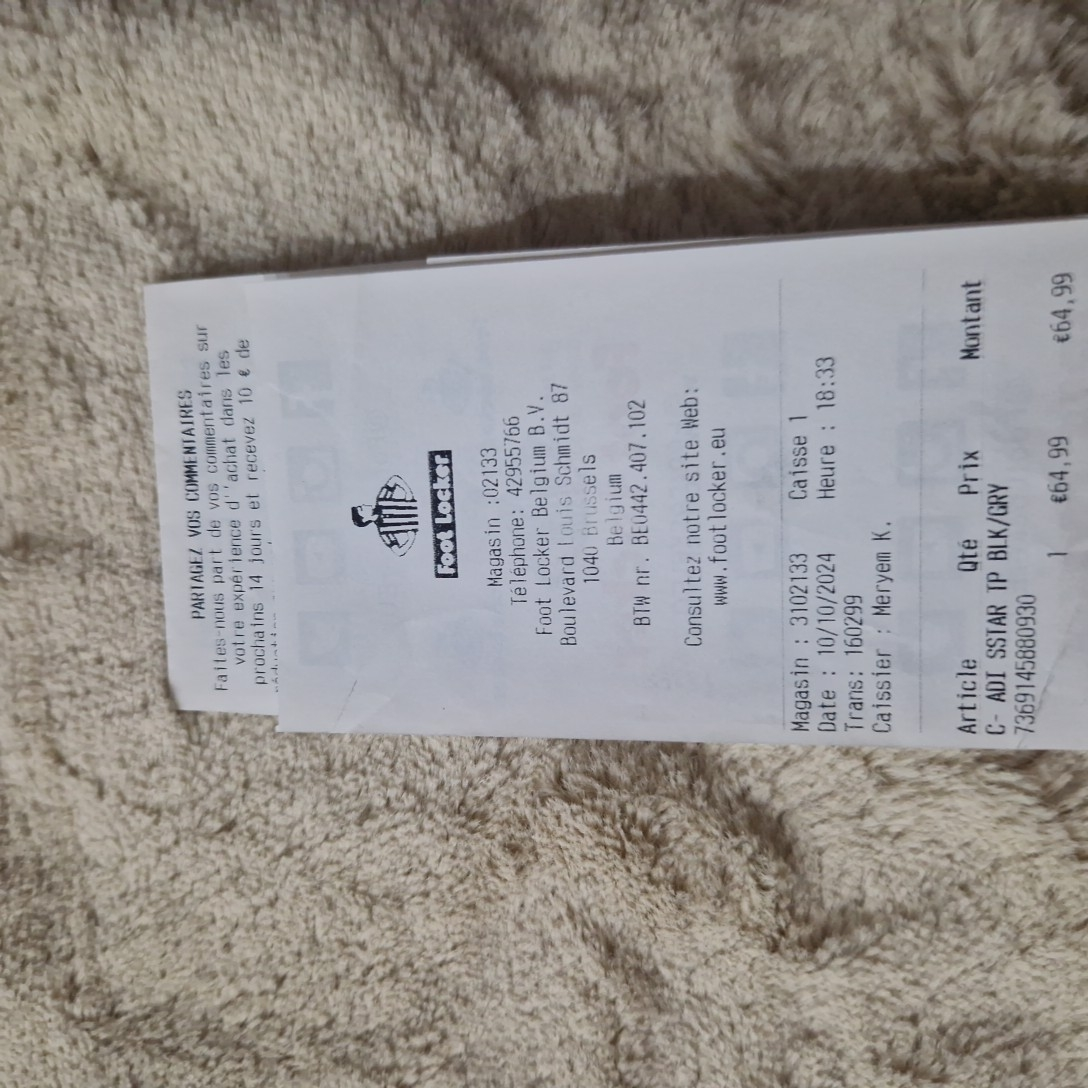 PARTAGEZ VOS COMMENTAIRES
Faites-nous part de vos commentaires sur
votre expérience d''achat dans les
prochains 14 jours et recevez 10 € de
Foot Locker
Magasin :02133
Téléphone: 42955766
Foot Locker Belgium B.V.
Boulevard Louis Schmidt 87
1040 Brussels
Belgium
BTW nr. BE0442.407.102
Consultez notre site Web:
www.footlocker.eu
Magasin : 3102133 Caisse 1
Date : 10/10/2024 Heure : 18:33
Trans: 160299
Caissier : Meryem K.
Article Qté Prix Montant
C- ADI SSTAR TP BLK/GRY
7369145880930
1 €64,99 €64,99